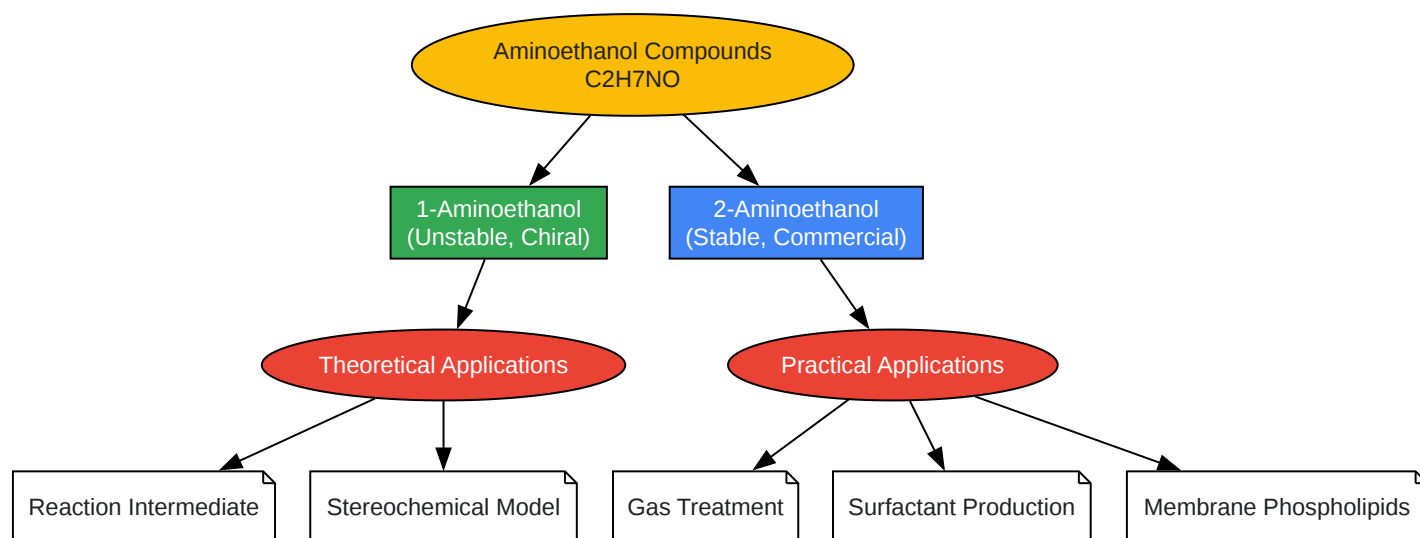 Aminoethanol Compounds
C2H7NO
1-Aminoethanol
(Unstable, Chiral)
2-Aminoethanol
(Stable, Commercial)
Theoretical Applications
Practical Applications
Reaction Intermediate
Stereochemical Model
Gas Treatment
Surfactant Production
Membrane Phospholipids